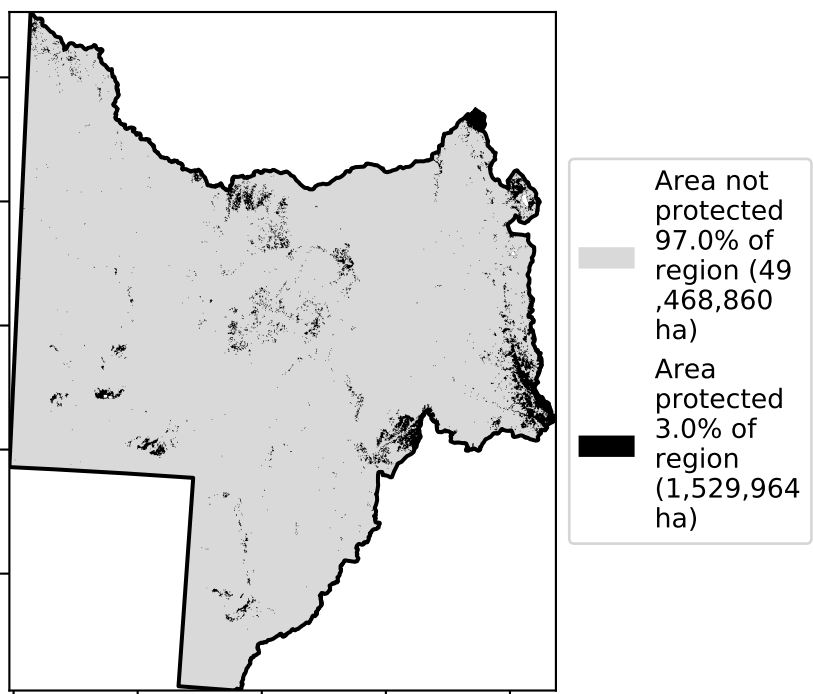 Area not
protected
97.0% of
region (49
,468,860
ha)
Area
protected
3.0% of
region
(1,529,964
ha)